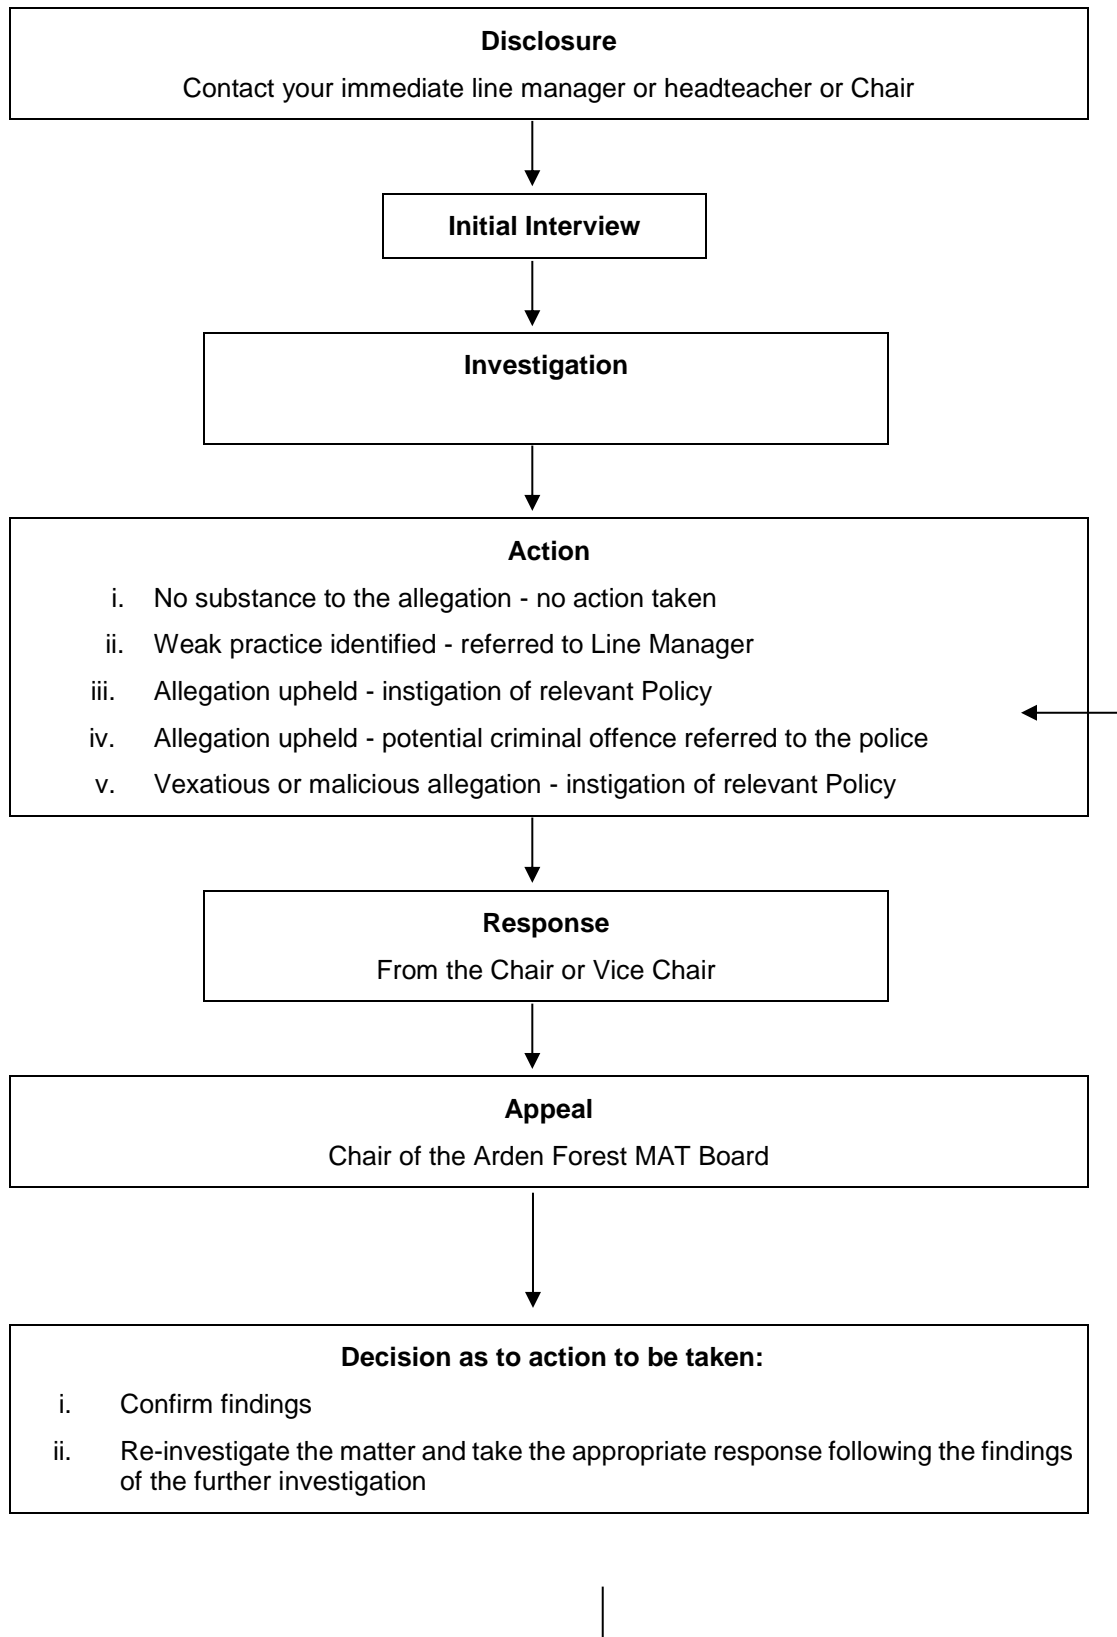 Disclosure
Contact your immediate line manager or headteacher or Chair
Initial Interview
Investigation
Action
i. No substance to the allegation - no action taken
ii. Weak practice identified - referred to Line Manager
iii. Allegation upheld - instigation of relevant Policy
iv. Allegation upheld - potential criminal offence referred to the police
v. Vexatious or malicious allegation - instigation of relevant Policy
Response
From the Chair or Vice Chair
Appeal
Chair of the Arden Forest MAT Board
Decision as to action to be taken:
i. Confirm findings
ii. Re-investigate the matter and take the appropriate response following the findings
of the further investigation